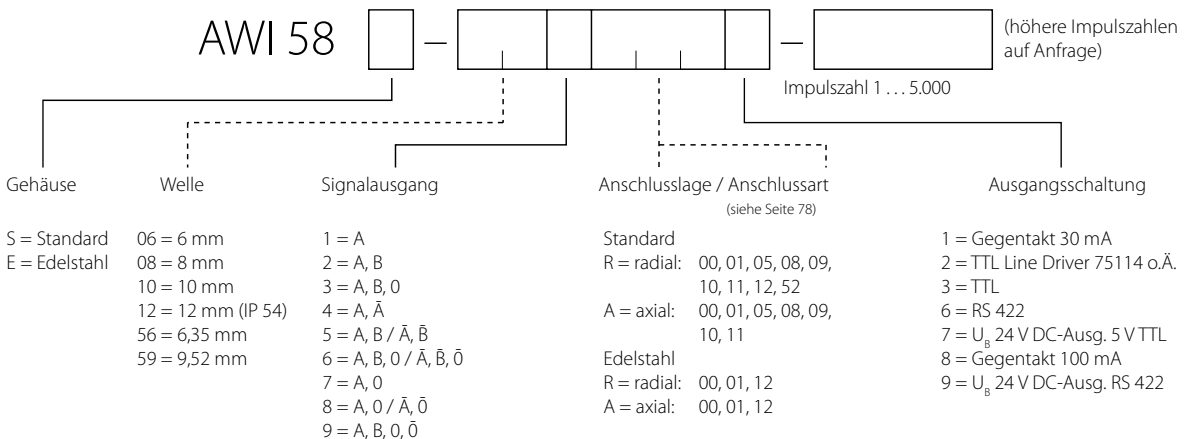 AWI 58 – – (höhere Impulszahlen
auf Anfrage)
Impulszahl 1 . . . 5.000
Gehäuse
S = Standard
E = Edelstahl
Welle
06 = 6 mm
08 = 8 mm
10 = 10 mm
12 = 12 mm (IP 54)
56 = 6,35 mm
59 = 9,52 mm
Signalausgang
1 = A
2 = A, B
3 = A, B, 0
4 = A, Ā
5 = A, B / Ā, B̄
6 = A, B, 0 / Ā, B̄, 0̄
7 = A, 0
8 = A, 0 / Ā, 0̄
9 = A, B, 0, 0̄
Anschlusslage / Anschlussart
(siehe Seite 78)
Standard
R = radial: 00, 01, 05, 08, 09,
10, 11, 12, 52
A = axial: 00, 01, 05, 08, 09,
10, 11
Edelstahl
R = radial: 00, 01, 12
A = axial: 00, 01, 12
Ausgangsschaltung
1 = Gegentakt 30 mA
2 = TTL Line Driver 75114 o.Ä.
3 = TTL
6 = RS 422
7 = U_B 24 V DC-Ausg. 5 V TTL
8 = Gegentakt 100 mA
9 = U_B 24 V DC-Ausg. RS 422